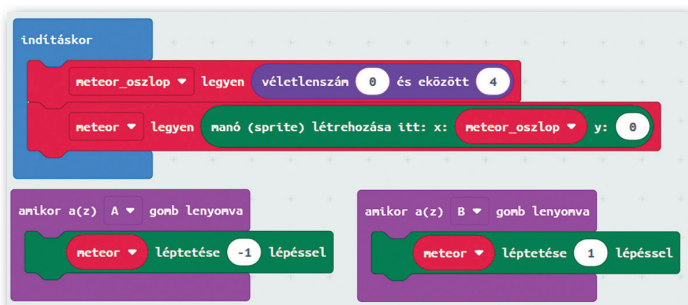 indításkor
meteor_oszlop ▼ legyen véletlenszám 0 és eközött 4
meteor ▼ legyen manó (sprite) létrehozása itt: x: meteor_oszlop ▼ y: 0
amikor a(z) A ▼ gomb lenyomva
meteor ▼ léptetése -1 lépéssel
amikor a(z) B ▼ gomb lenyomva
meteor ▼ léptetése 1 lépéssel